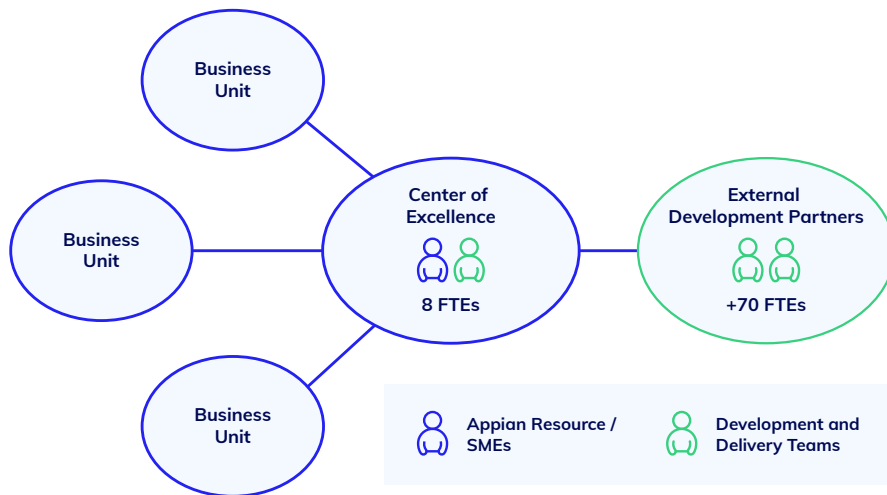 Business
Unit
Business
Unit
Business
Unit
Center of
Excellence
8 FTEs
External
Development Partners
+70 FTEs
Appian Resource /
SMEs
Development and
Delivery Teams